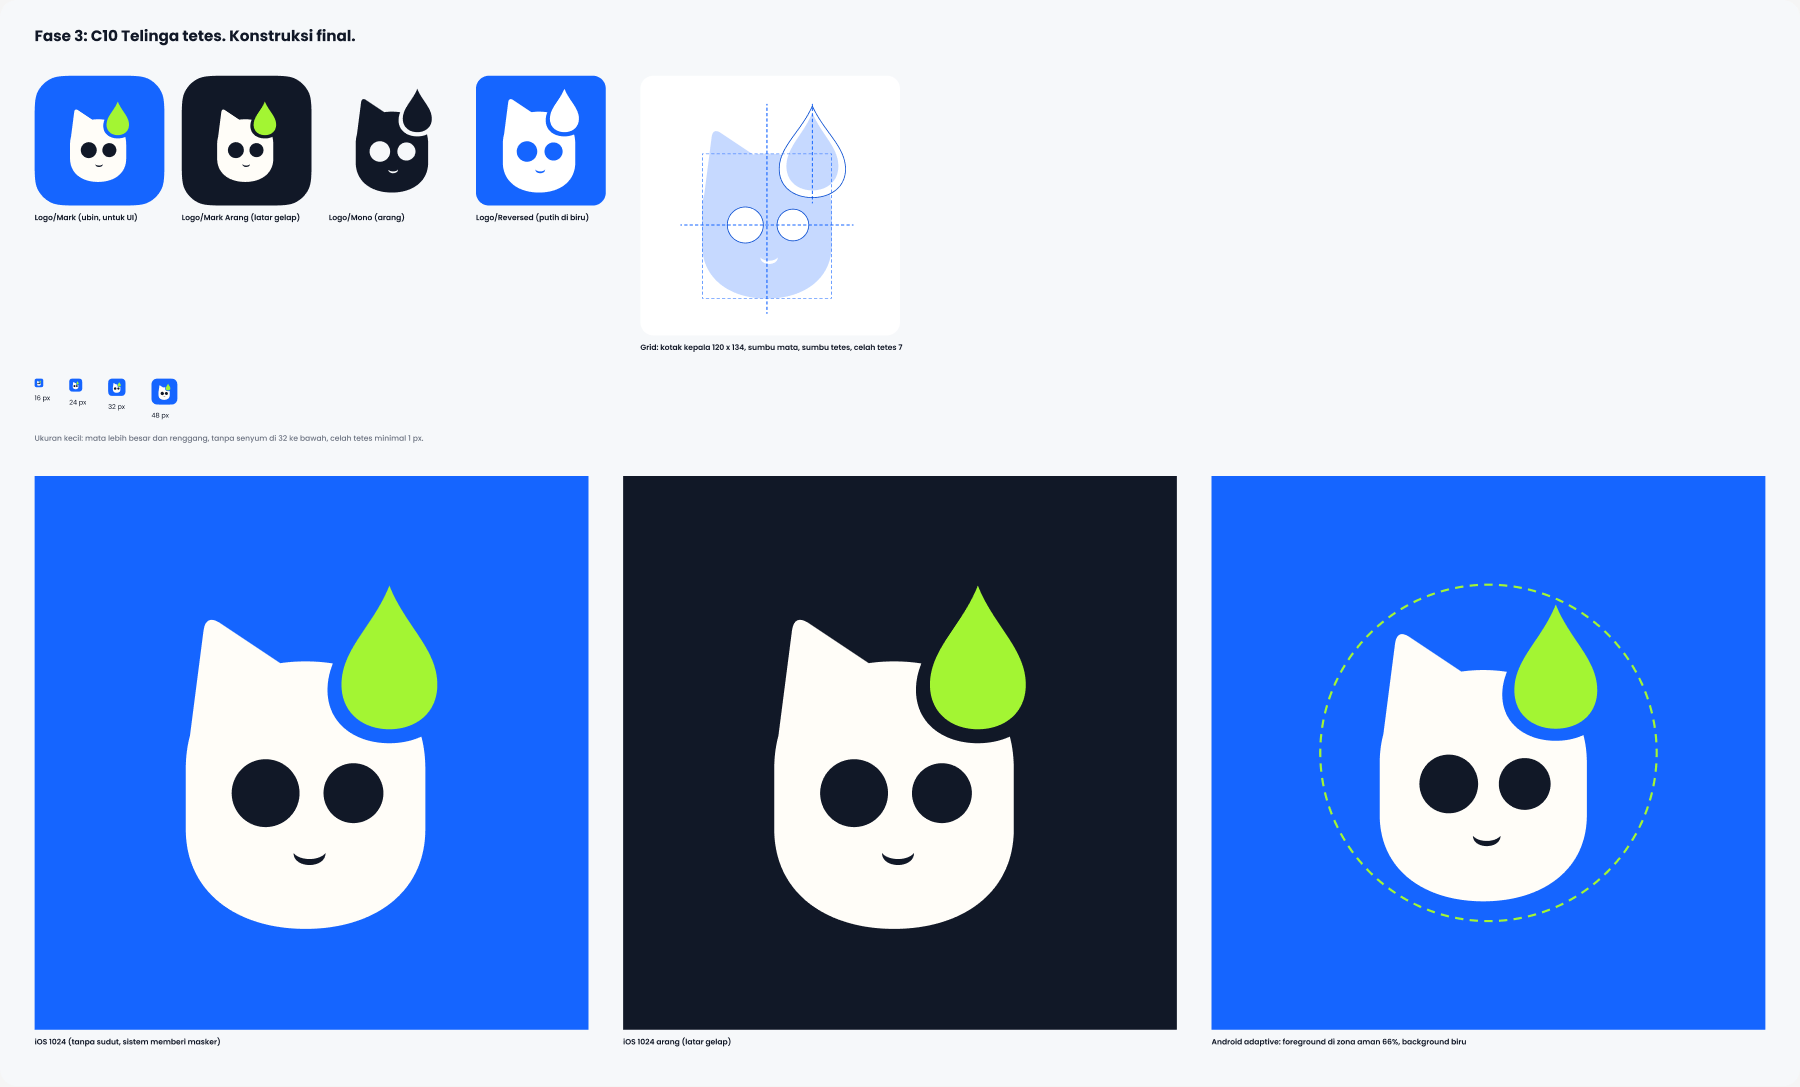 Fase 3: C10 Telinga tetes. Konstruksi final.
Logo/Mark (ubin, untuk UI)
Logo/Mark Arang (latar gelap)
Logo/Mono (arang)
Logo/Reversed (putih di biru)
Grid: kotak kepala 120 x 134, sumbu mata, sumbu tetes, celah tetes 7
16 px
24 px
32 px
48 px
Ukuran kecil: mata lebih besar dan renggang, tanpa senyum di 32 ke bawah, celah tetes minimal 1 px.
iOS 1024 (tanpa sudut, sistem memberi masker)
iOS 1024 arang (latar gelap)
Android adaptive: foreground di zona aman 66%, background biru